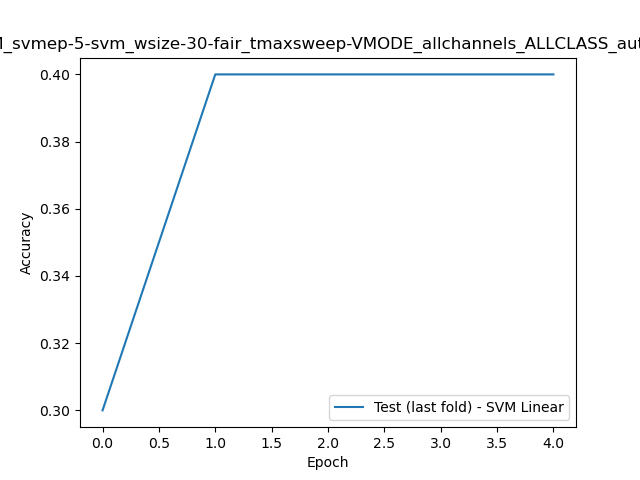 _svmep-5-svm_wsize-30-fair_tmaxsweep-VMODE_allchannels_ALLCLASS_aut
0.40
0.38
0.36
0.34
0.32
0.30
Accuracy
Test (last fold) - SVM Linear
0.0 0.5 1.0 1.5 2.0 2.5 3.0 3.5 4.0
Epoch